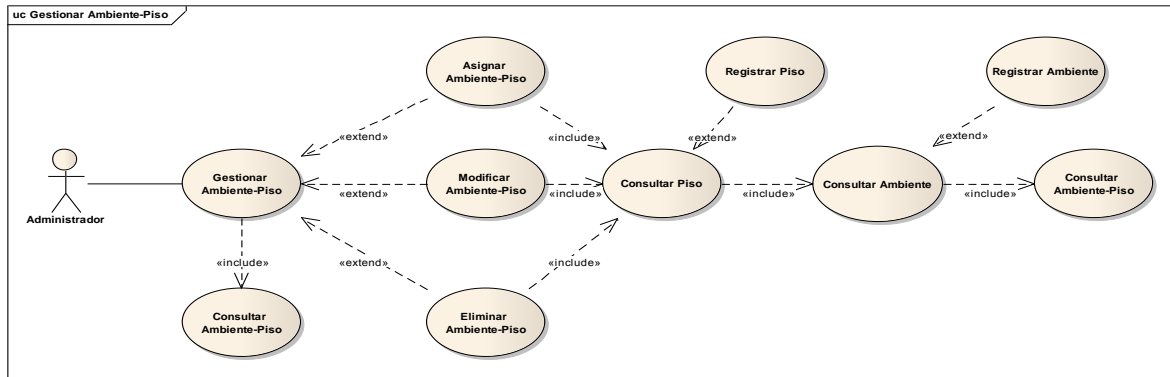 uc Gestionar Ambiente-Piso
Asignar
Ambiente-Piso
Registrar Piso
Registrar Ambiente
«extend»
«include»
«extend»
«extend»
Administrador
Gestionar
Ambiente-Piso
«extend»
Modificar
Ambiente-Piso
«include»
Consultar Piso
«include»
Consultar Ambiente
«include»
Consultar
Ambiente-Piso
«include»
«extend»
«include»
Consultar
Ambiente-Piso
Eliminar
Ambiente-Piso